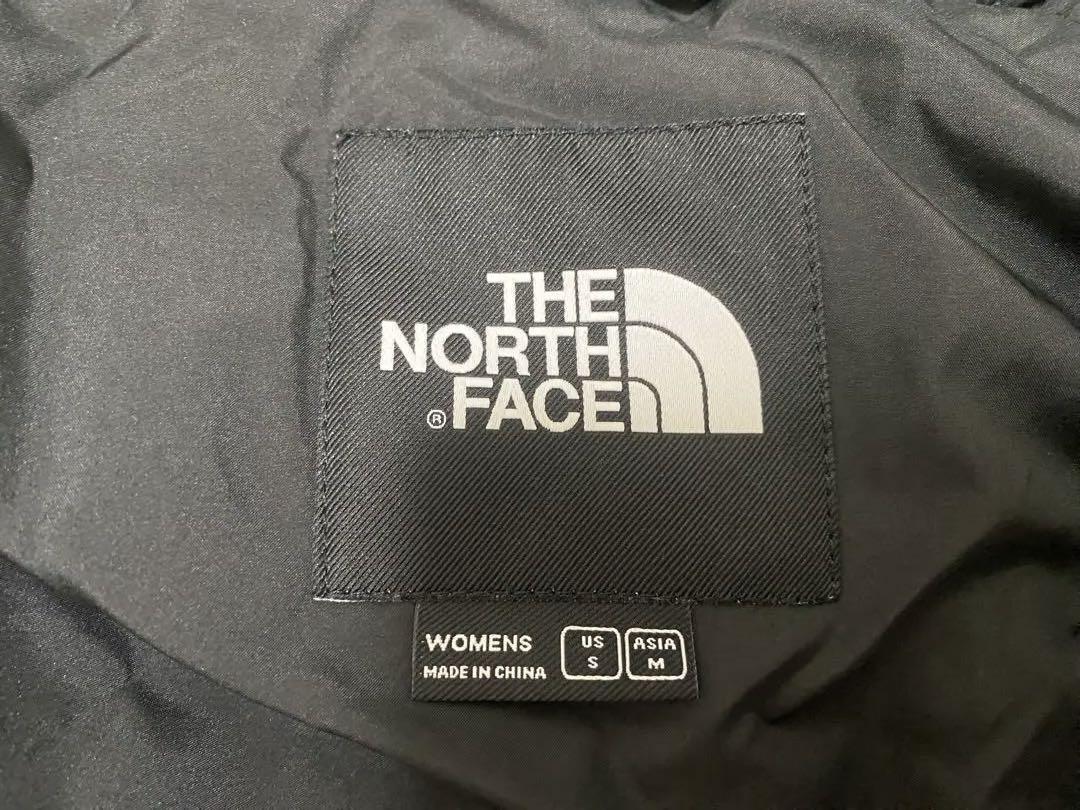 THE
NORTH
® FACE
WOMENS
MADE IN CHINA
US
S
ASIA
M